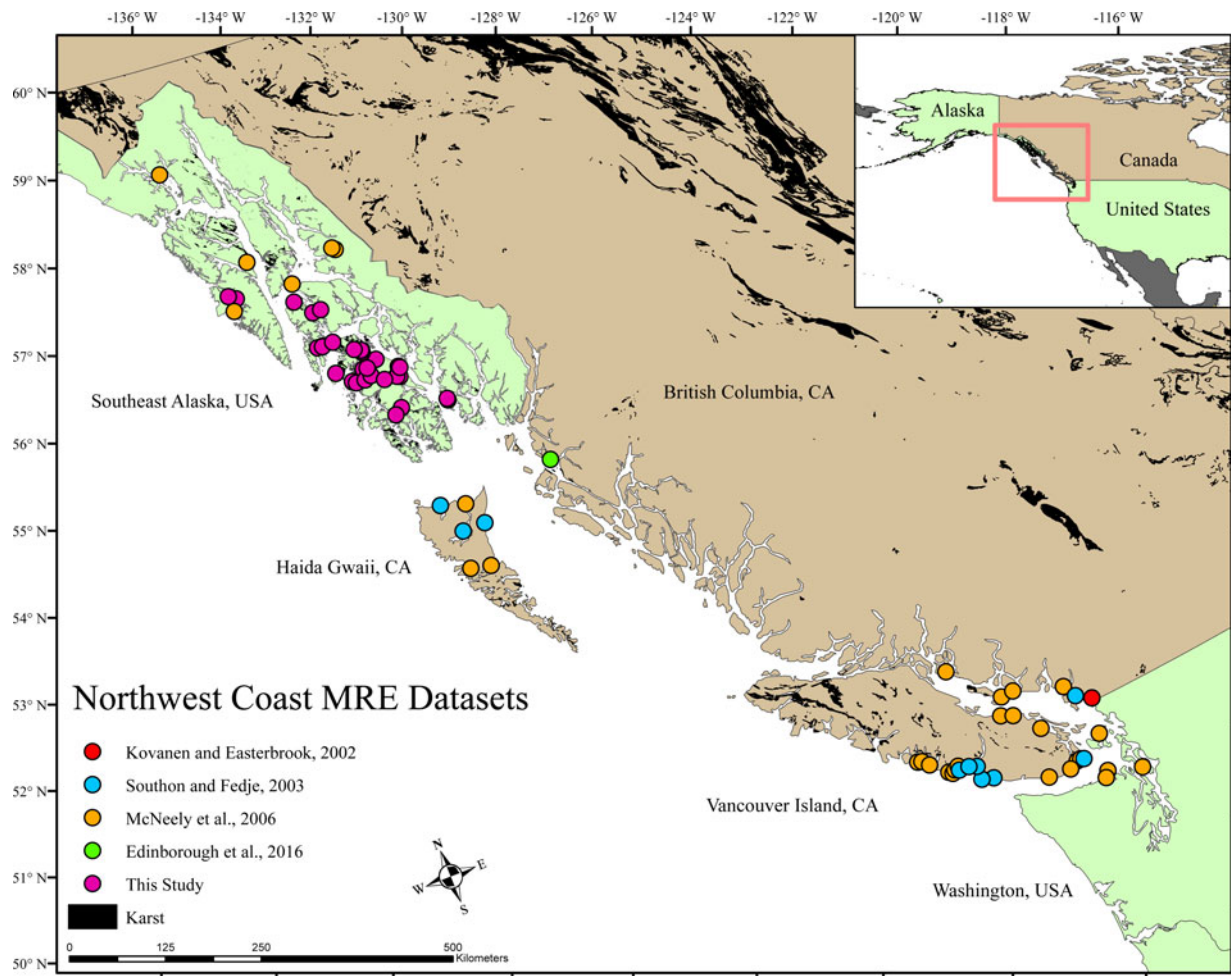 -136° W
-134° W
-132° W
-130° W
-128° W
-126° W
-120° W
-118° W
-116° W
60° N
59° N
58° N
57° N
56° N
55° N
54° N
53° N
52° N
51° N
50° N
Alaska
Canada
United States
Southeast Alaska, USA
British Columbia, CA
Haida Gwaii, CA
Vancouver Island, CA
Washington, USA
Northwest Coast MRE Datasets
Kovanen and Easterbrook, 2002
Southon and Fedje, 2003
McNeely et al., 2006
Edinborough et al., 2016
This Study
Karst
N
E
W
S
0 125 250 500
Kilometers